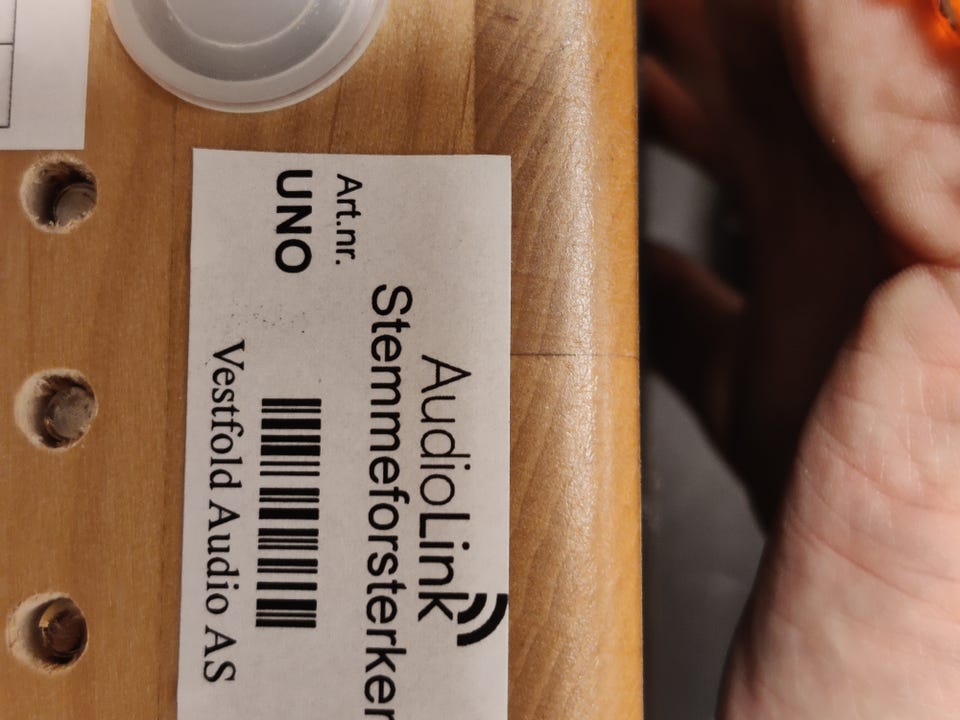 AudioLink
Stemmeforsterker
Art.nr.
UNO
Vestfold Audio AS